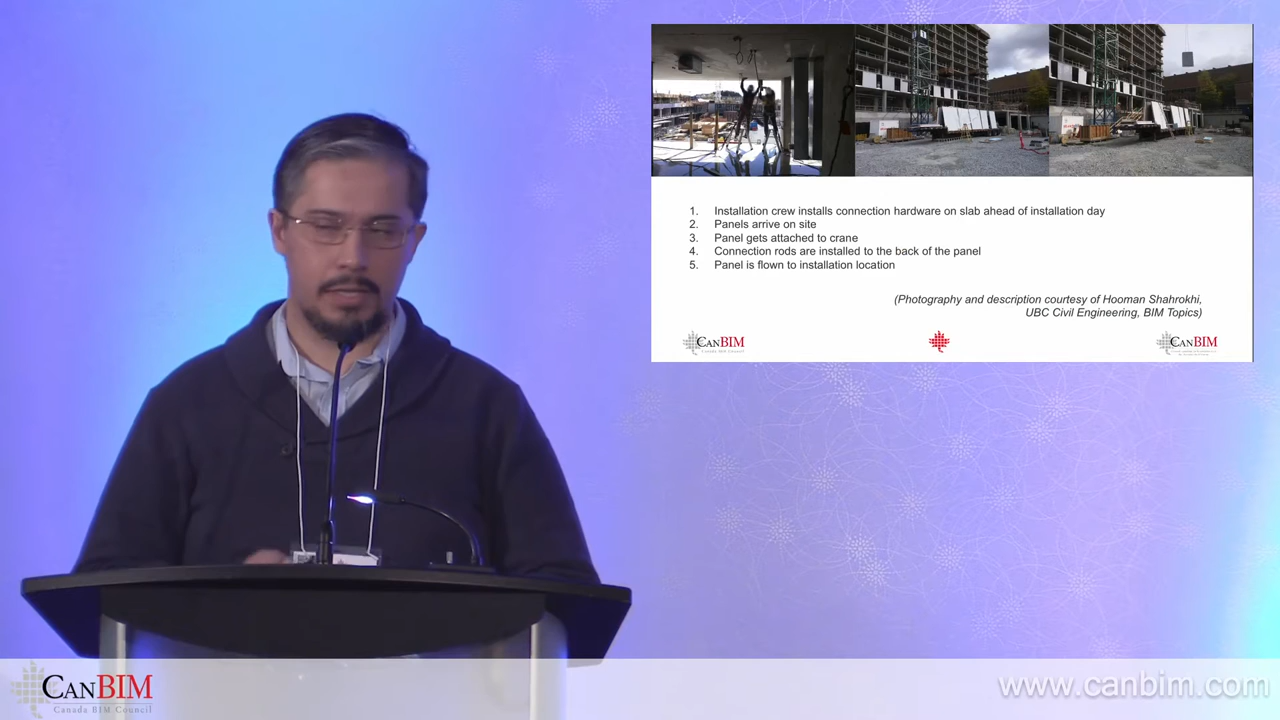 1. Installation crew installs connection hardware on slab ahead of installation day
2. Panels arrive on site
3. Panel gets attached to crane
4. Connection rods are installed to the back of the panel
5. Panel is flown to installation location
(Photography and description courtesy of Hooman Shahrokhi,
UBC Civil Engineering, BIM Topics)
CANBIM
Canada BIM Council
CANBIM
CANBIM
Canada BIM Council
www.canbim.com